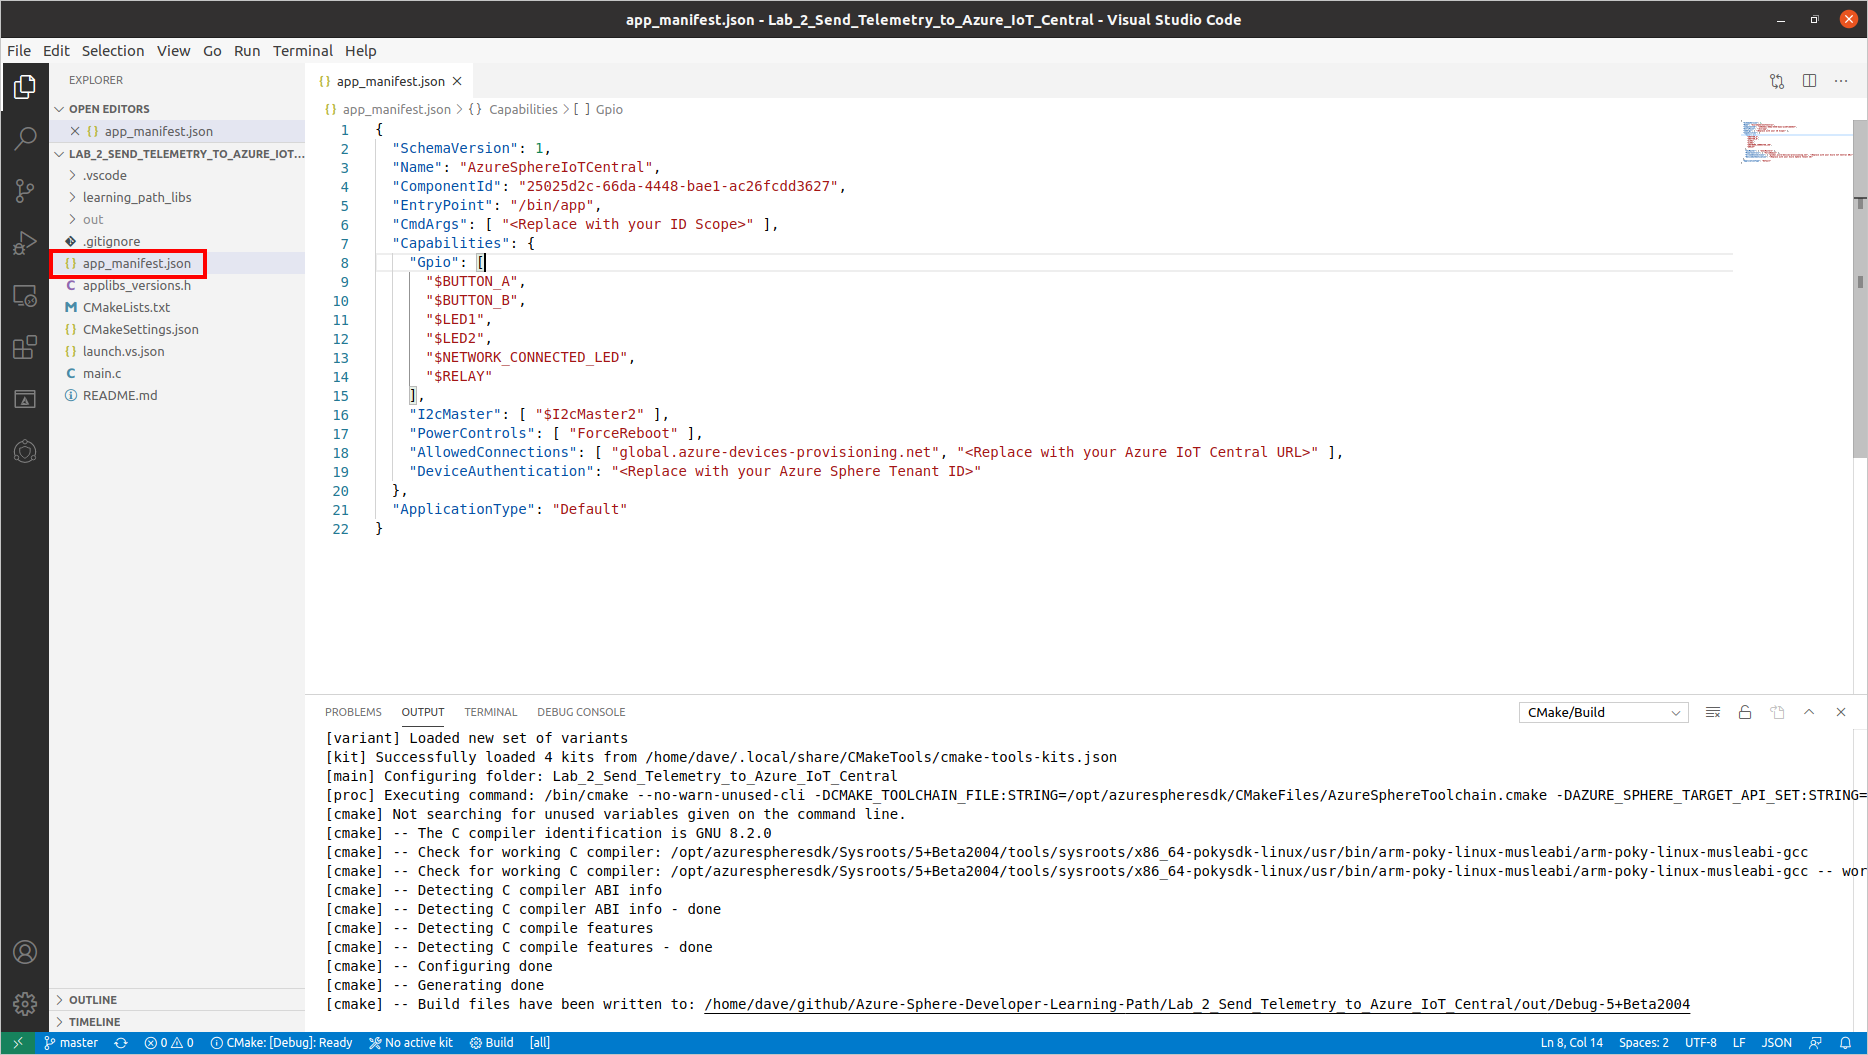 app_manifest.json - Lab_2_Send_Telemetry_to_Azure_IoT_Central - Visual Studio Code
File Edit Selection View Go Run Terminal Help
EXPLORER
OPEN EDITORS
app_manifest.json
LAB_2_SEND_TELEMETRY_TO_AZURE_IOT...
.vscode
learning_path_libs
out
.gitignore
app_manifest.json
applibs_versions.h
CMakeLists.txt
CMakeSettings.json
launch.vs.json
main.c
README.md
OUTLINE
TIMELINE
app_manifest.json
app_manifest.json > {} Capabilities > [ ] Gpio
1 {
2 "SchemaVersion": 1,
3 "Name": "AzureSphereIoTCentral",
4 "ComponentId": "25025d2c-66da-4448-bae1-ac26fcdd3627",
5 "EntryPoint": "/bin/app",
6 "CmdArgs": [ "<Replace with your ID Scope>" ],
7 "Capabilities": {
8 "Gpio": [
9 "$BUTTON_A",
10 "$BUTTON_B",
11 "$LED1",
12 "$LED2",
13 "$NETWORK_CONNECTED_LED",
14 "$RELAY"
15 ],
16 "I2cMaster": [ "$I2cMaster2" ],
17 "PowerControls": [ "ForceReboot" ],
18 "AllowedConnections": [ "global.azure-devices-provisioning.net", "<Replace with your Azure IoT Central URL>" ],
19 "DeviceAuthentication": "<Replace with your Azure Sphere Tenant ID>"
20 },
21 "ApplicationType": "Default"
22 }
PROBLEMS OUTPUT TERMINAL DEBUG CONSOLE CMake/Build
[variant] Loaded new set of variants
[kit] Successfully loaded 4 kits from /home/dave/.local/share/CMakeTools/cmake-tools-kits.json
[main] Configuring folder: Lab_2_Send_Telemetry_to_Azure_IoT_Central
[proc] Executing command: /bin/cmake --no-warn-unused-cli -DCMAKE_TOOLCHAIN_FILE:STRING=/opt/azurespheresdk/CMakeFiles/AzureSphereToolchain.cmake -DAZURE_SPHERE_TARGET_API_SET:STRING=
[cmake] Not searching for unused variables given on the command line.
[cmake] -- The C compiler identification is GNU 8.2.0
[cmake] -- Check for working C compiler: /opt/azurespheresdk/Sysroots/5+Beta2004/tools/sysroots/x86_64-pokysdk-linux/usr/bin/arm-poky-linux-musleabi/arm-poky-linux-musleabi-gcc
[cmake] -- Check for working C compiler: /opt/azurespheresdk/Sysroots/5+Beta2004/tools/sysroots/x86_64-pokysdk-linux/usr/bin/arm-poky-linux-musleabi/arm-poky-linux-musleabi-gcc -- wor
[cmake] -- Detecting C compiler ABI info
[cmake] -- Detecting C compiler ABI info - done
[cmake] -- Detecting C compile features
[cmake] -- Detecting C compile features - done
[cmake] -- Configuring done
[cmake] -- Generating done
[cmake] -- Build files have been written to: /home/dave/github/Azure-Sphere-Developer-Learning-Path/Lab_2_Send_Telemetry_to_Azure_IoT_Central/out/Debug-5+Beta2004
master 0 0 CMake: [Debug]: Ready No active kit Build [all] Ln 8, Col 14 Spaces: 2 UTF-8 LF JSON